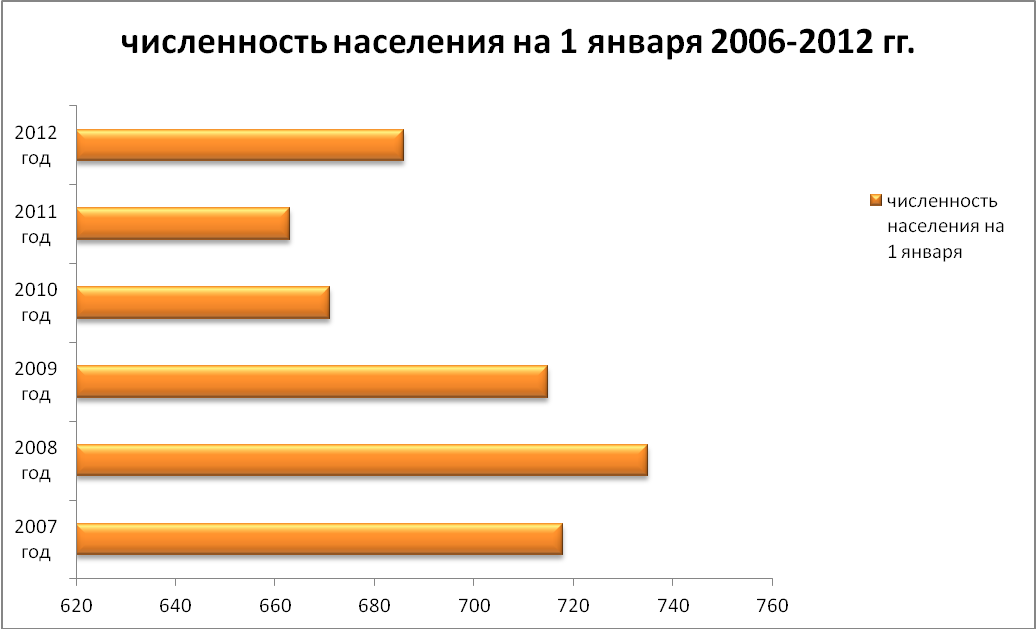 численность населения на 1 января 2006-2012 гг.
2012
год
2011
год
2010
год
2009
год
2008
год
2007
год
620 640 660 680 700 720 740 760
численность
населения на
1 января